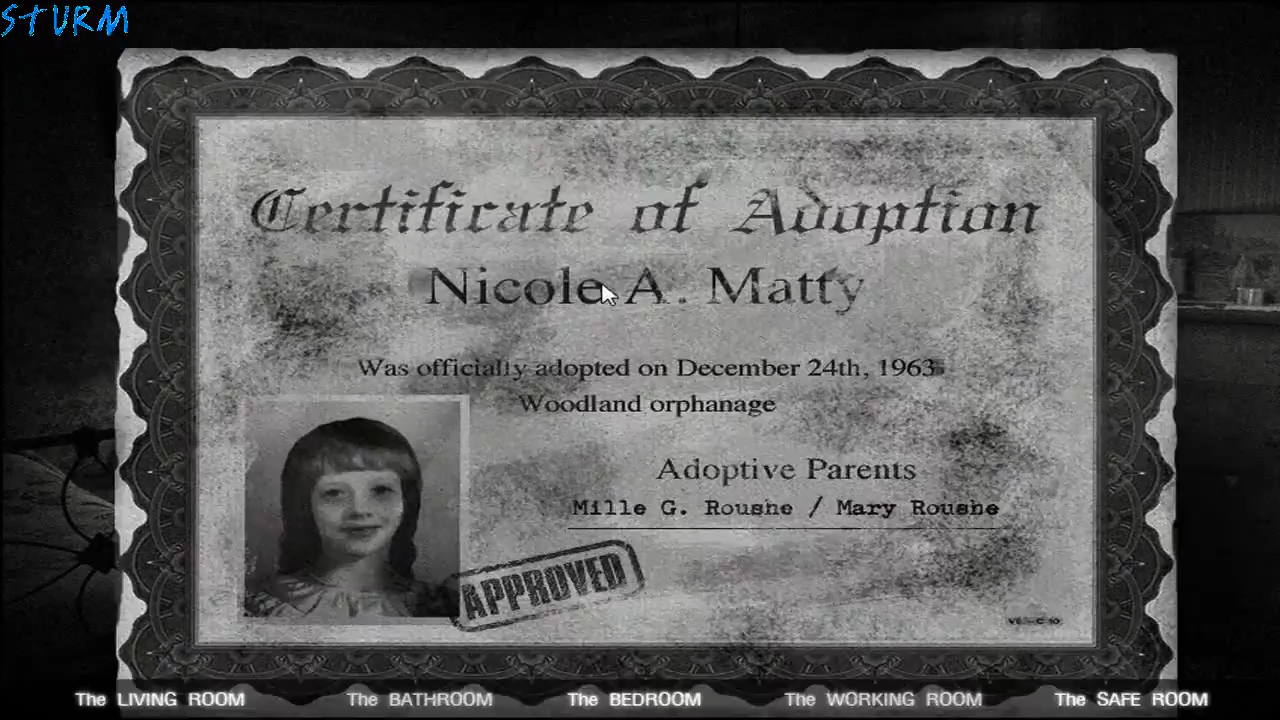 STURM
Certificate of Adoption
Nicole A. Matty
Was officially adopted on December 24th, 1963
Woodland orphanage
Adoptive Parents
Mille G. Roushe / Mary Roushe
APPROVED
The LIVING ROOM The BATHROOM The BEDROOM The WORKING ROOM The SAFE ROOM